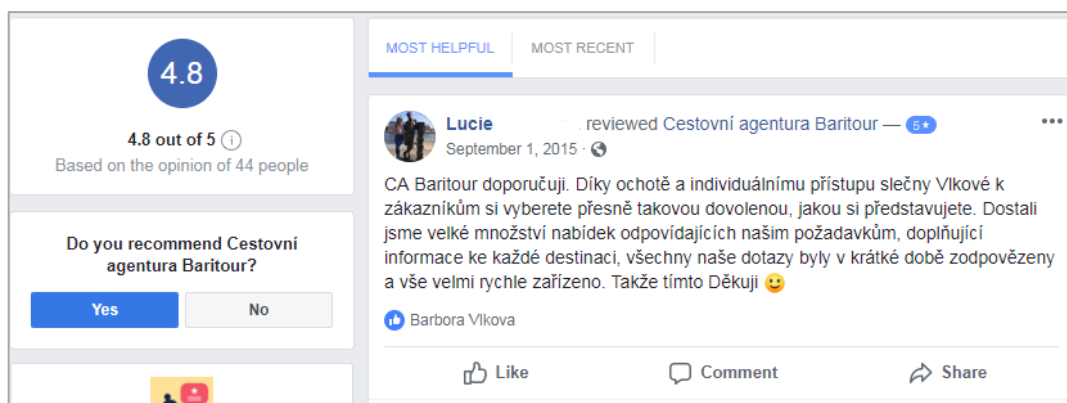 4.8
4.8 out of 5
Based on the opinion of 44 people
Do you recommend Cestovní
agentura Baritour?
Yes No
MOST HELPFUL MOST RECENT
Lucie reviewed Cestovní agentura Baritour — 5★
September 1, 2015 ·
CA Baritour doporučuji. Díky ochotě a individuálnímu přístupu slečny Vlkové k
zákazníkům si vyberete přesně takovou dovolenou, jakou si představujete. Dostali
jsme velké množství nabídek odpovídajících našim požadavkům, doplňující
informace ke každé destinaci, všechny naše dotazy byly v krátké době zodpovězeny
a vše velmi rychle zařízeno. Takže tímto Děkuji 🙂
Barbora Vlkova
Like Comment Share